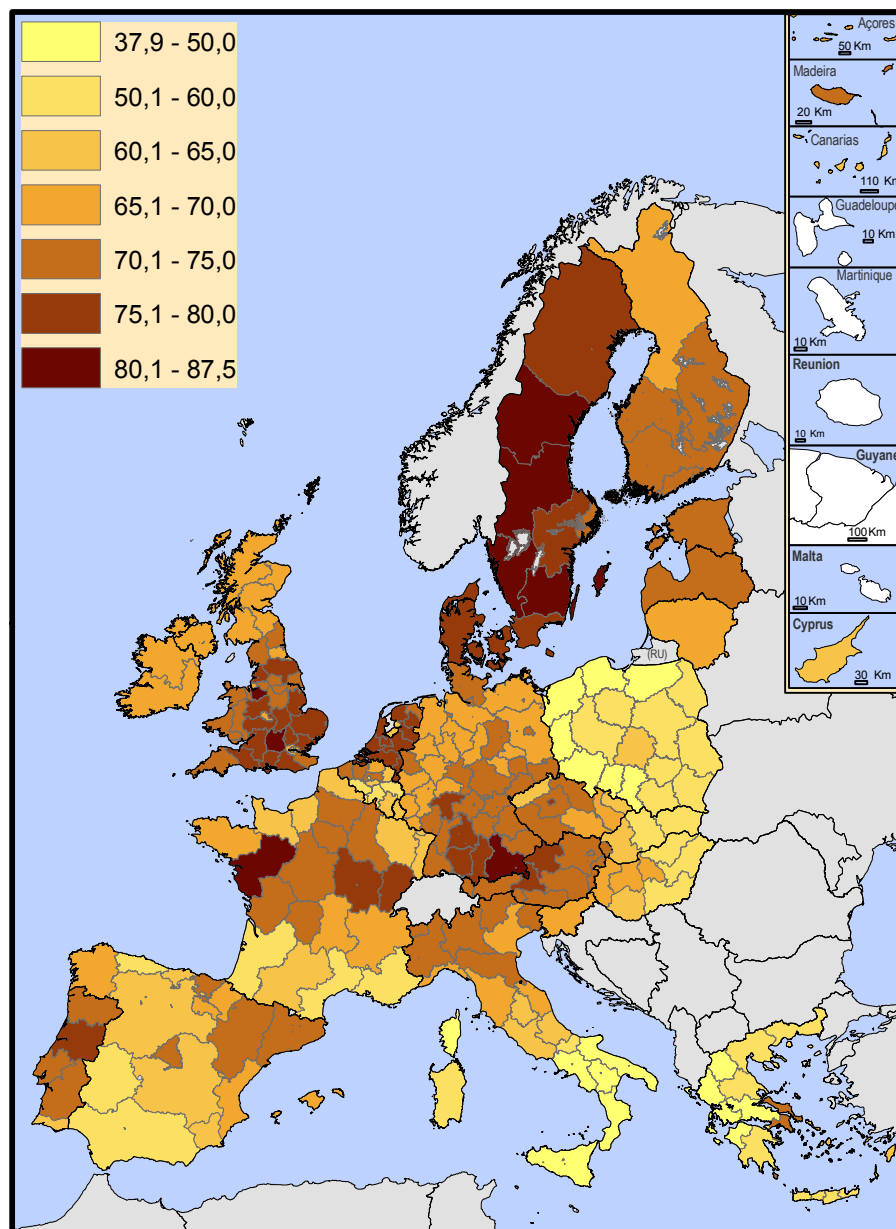 37,9 - 50,0
50,1 - 60,0
60,1 - 65,0
65,1 - 70,0
70,1 - 75,0
75,1 - 80,0
80,1 - 87,5
Açores
50 Km
Madeira
20 Km
Canarias
110 Km
Guadeloupe
10 Km
Martinique
10 Km
Reunion
10 Km
Guyane
100 Km
Malta
10 Km
Cyprus
30 Km
(RU)